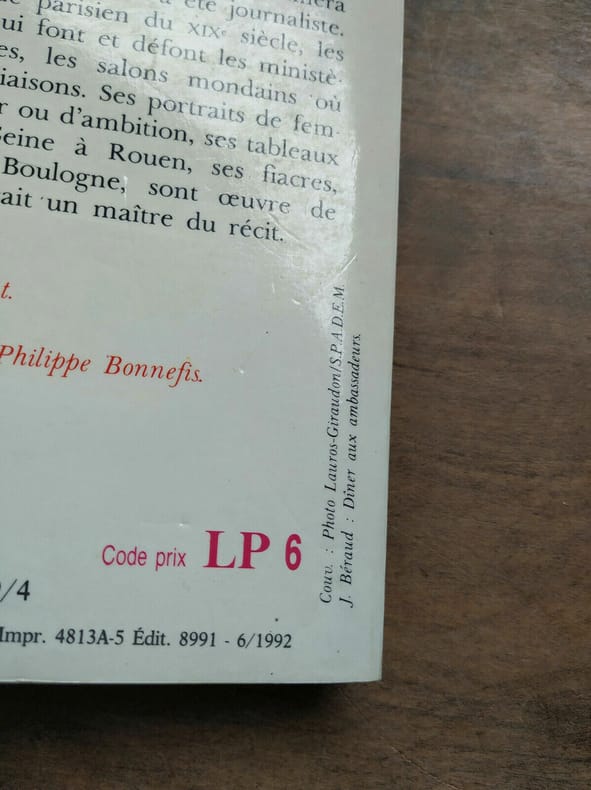 a été journaliste.
parisien du XIXe siècle, les
ui font et défont les ministè-
es, les salons mondains où
iaisons. Ses portraits de fem-
r ou d'ambition, ses tableaux
Seine à Rouen, ses fiacres,
Boulogne, sont œuvre de
ait un maître du récit.
t.
Philippe Bonnefis.
Couv. : Photo Lauros-Giraudon/S.P.A.D.E.M.
J. Béraud : Dîner aux ambassadeurs.
Code prix LP 6
/4
Impr. 4813A-5 Édit. 8991 - 6/1992